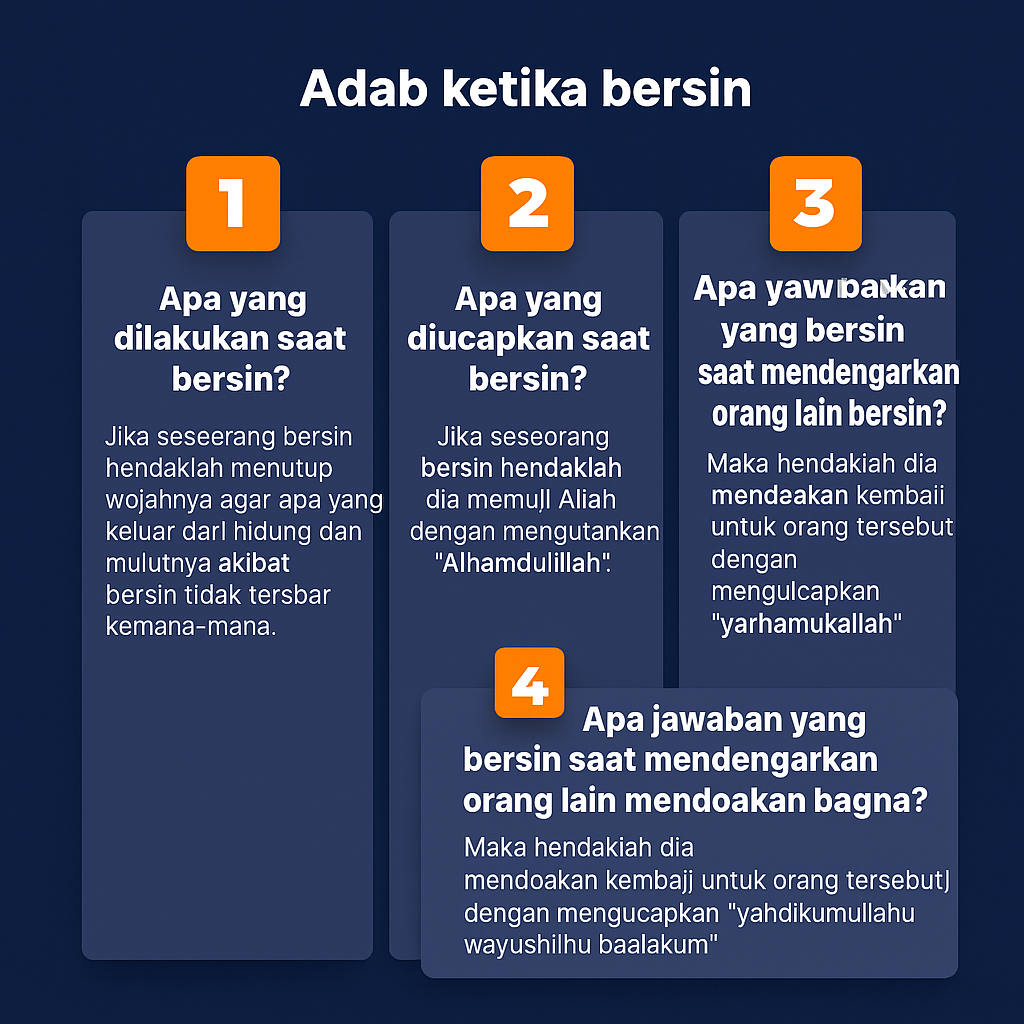 Adab ketika bersin
1
Apa yang
dilakukan saat
bersin?
Jika seseerang bersin
hendaklah menutup
wojahnya agar apa yang
keluar darl hidung dan
mulutnya akibat
bersin tidak tersbar
kemana-mana.
2
Apa yang
diucapkan saat
bersin?
Jika seseorang
bersin hendaklah
dia memuJl Aliah
dengan mengutankan
"Alhamdulillah".
3
Apa
yang bersin
saat mendengarkan
orang lain bersin?
Maka hendakiah dia
mendeakan kembaii
untuk orang tersebut
dengan
mengulcapkan
"yarhamukallah"
4
Apa jawaban yang
bersin saat mendengarkan
orang lain mendoakan bagna?
Maka hendakiah dia
mendoakan kembajj untuk orang tersebut)
dengan mengucapkan "yahdikumullahu
wayushilhu baalakum"